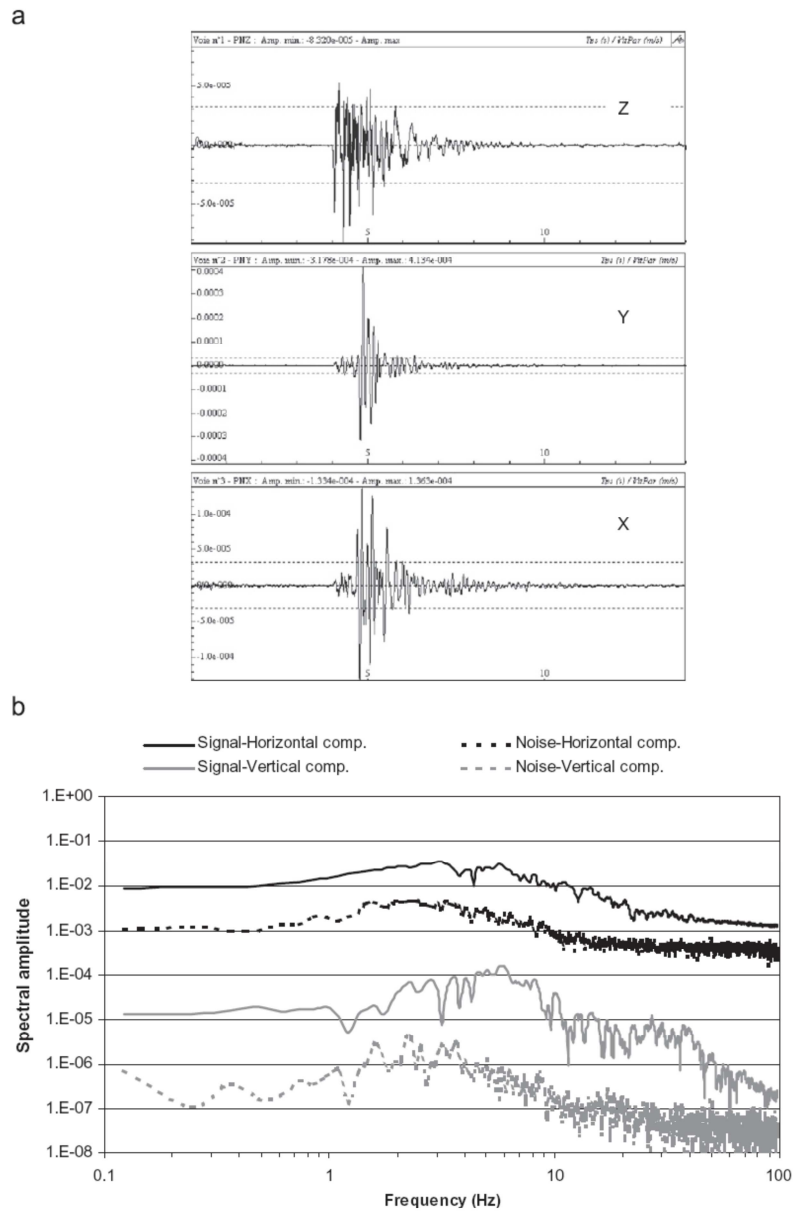 a
Voie n°1 - PNZ : Amp. min.: -8.320e-005 - Amp. max
Tps (s) / VitPar (m/s)
5.0e-005
Z
-5.0e-005
5
10
Voie n°2 - PNY : Amp. min.: -3.178e-004 - Amp. max.: 4.134e-004
Tps (s) / VitPar (m/s)
0.0004
0.0003
0.0002
0.0001
0.0000
-0.0001
-0.0002
-0.0003
-0.0004
Y
5
10
Voie n°3 - PNX : Amp. min.: -1.334e-004 - Amp. max.: 1.363e-004
Tps (s) / VitPar (m/s)
1.0e-004
5.0e-005
X
-5.0e-005
-1.0e-004
5
10
b
Signal-Horizontal comp.
Noise-Horizontal comp.
Signal-Vertical comp.
Noise-Vertical comp.
1.E+00
1.E-01
1.E-02
1.E-03
1.E-04
1.E-05
1.E-06
1.E-07
1.E-08
Spectral amplitude
0.1
1
10
100
Frequency (Hz)